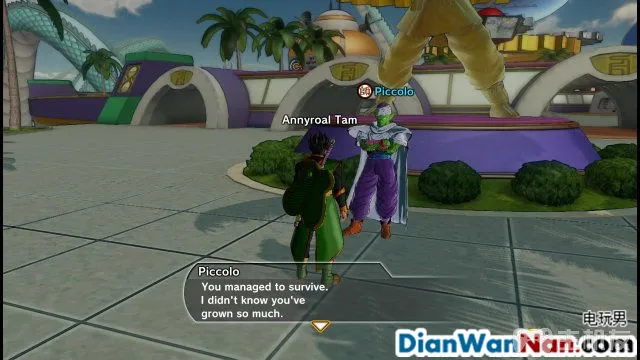 Piccolo
Annyroal Tam
Piccolo
You managed to survive.
I didn't know you've
grown so much.
电玩男
DianWanNan.com